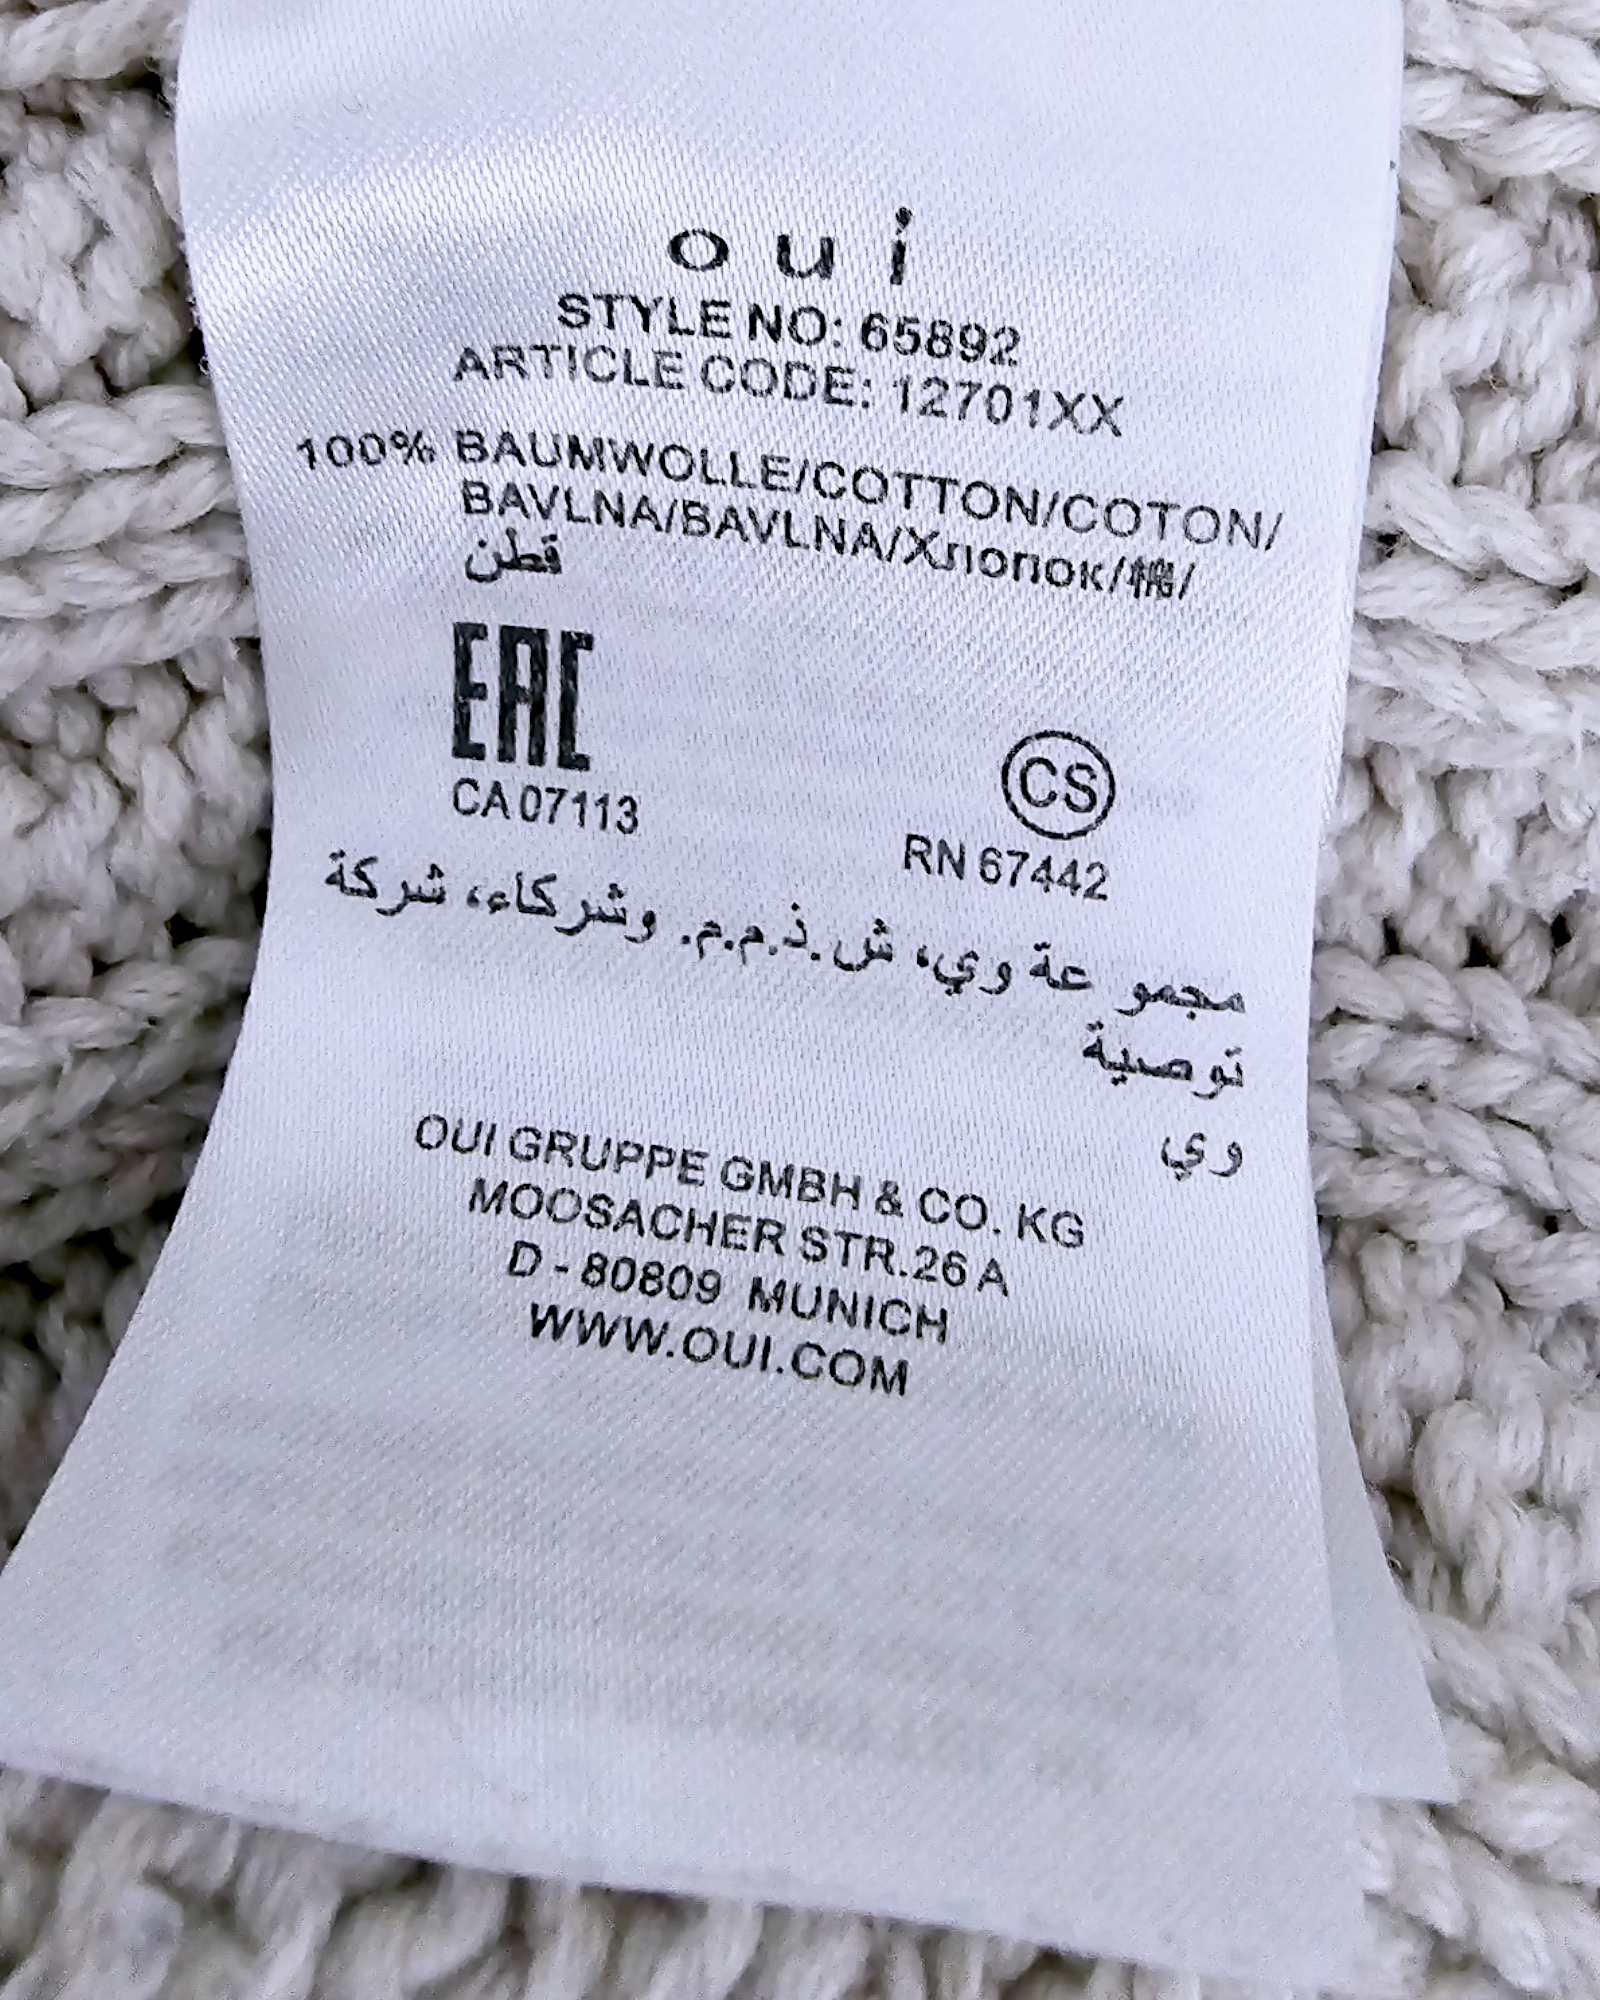 oui
STYLE NO: 65892
ARTICLE CODE: 12701XX
100% BAUMWOLLE/COTTON/COTON/
BAVLNA/BAVLNA/Хлопок/棉/
قطن
EAC
CS
CA 07113
RN 67442
مجمو عة وي، ش.ذ.م.م. وشركاء، شركة
توصية
وي
OUI GRUPPE GMBH & CO. KG
MOOSACHER STR.26 A
D - 80809 MUNICH
WWW.OUI.COM